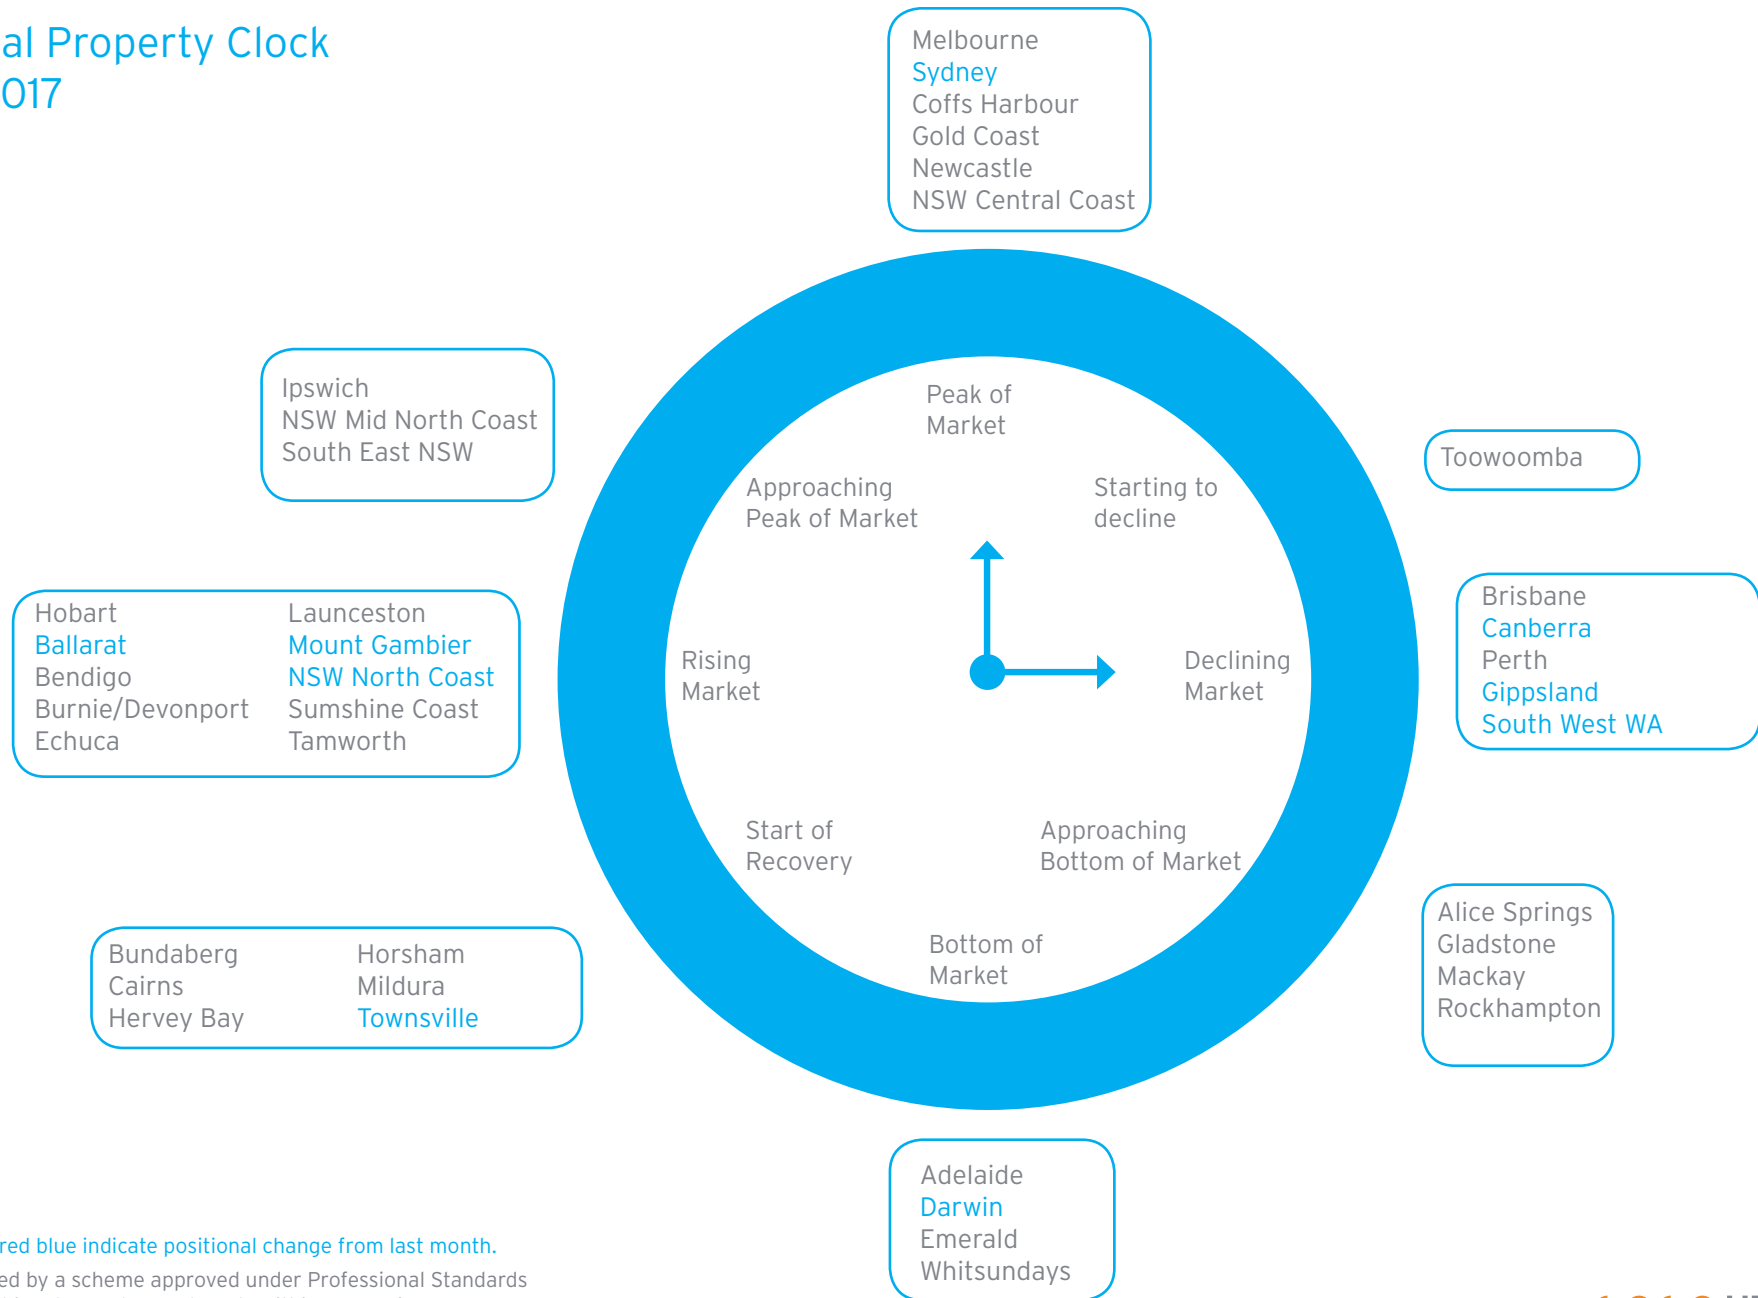 al Property Clock
017
Melbourne
Sydney
Coffs Harbour
Gold Coast
Newcastle
NSW Central Coast
Ipswich
NSW Mid North Coast
South East NSW
Peak of
Market
Approaching
Peak of Market
Starting to
decline
Toowoomba
Hobart
Ballarat
Bendigo
Burnie/Devonport
Echuca
Launceston
Mount Gambier
NSW North Coast
Sumshine Coast
Tamworth
Rising
Market
Declining
Market
Brisbane
Canberra
Perth
Gippsland
South West WA
Start of
Recovery
Approaching
Bottom of Market
Bottom of
Market
Bundaberg
Cairns
Hervey Bay
Horsham
Mildura
Townsville
Alice Springs
Gladstone
Mackay
Rockhampton
Adelaide
Darwin
Emerald
Whitsundays
red blue indicate positional change from last month.
ed by a scheme approved under Professional Standards